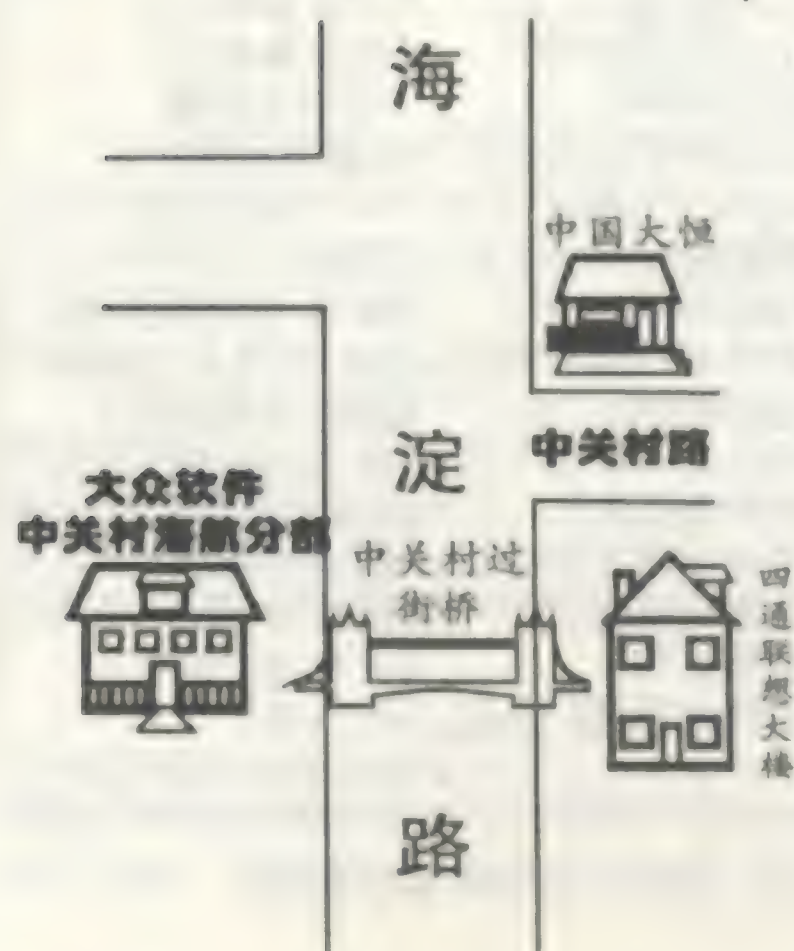 海
中国大恒
淀
中关村路
大众软件
中关村海航分部
中关村过
街桥
四通联想大楼
路